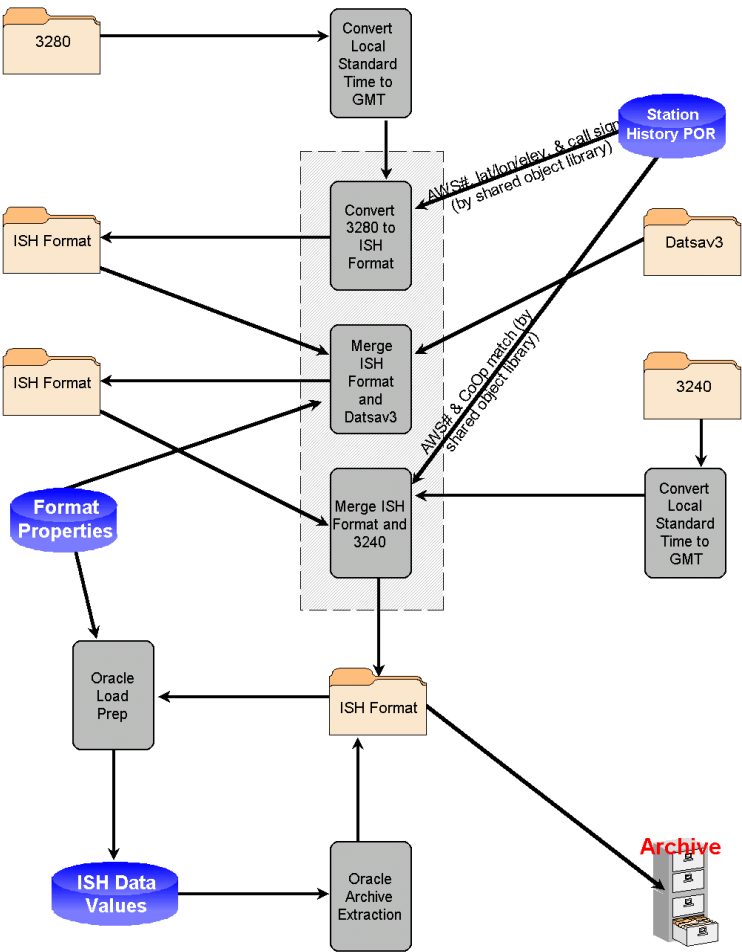 3280
Convert
Local
Standard
Time to
GMT
Station
History POR
AWS#, lat/lon/elev. & call sign
(by shared object library)
Convert
3280 to
ISH
Format
ISH Format
Datsav3
Merge
ISH
Format
and
Datsav3
ISH Format
AWS# & CoOp match (by
shared object library)
3240
Format
Properties
Merge ISH
Format and
3240
Convert
Local
Standard
Time to
GMT
Oracle
Load
Prep
ISH Format
Archive
ISH Data
Values
Oracle
Archive
Extraction